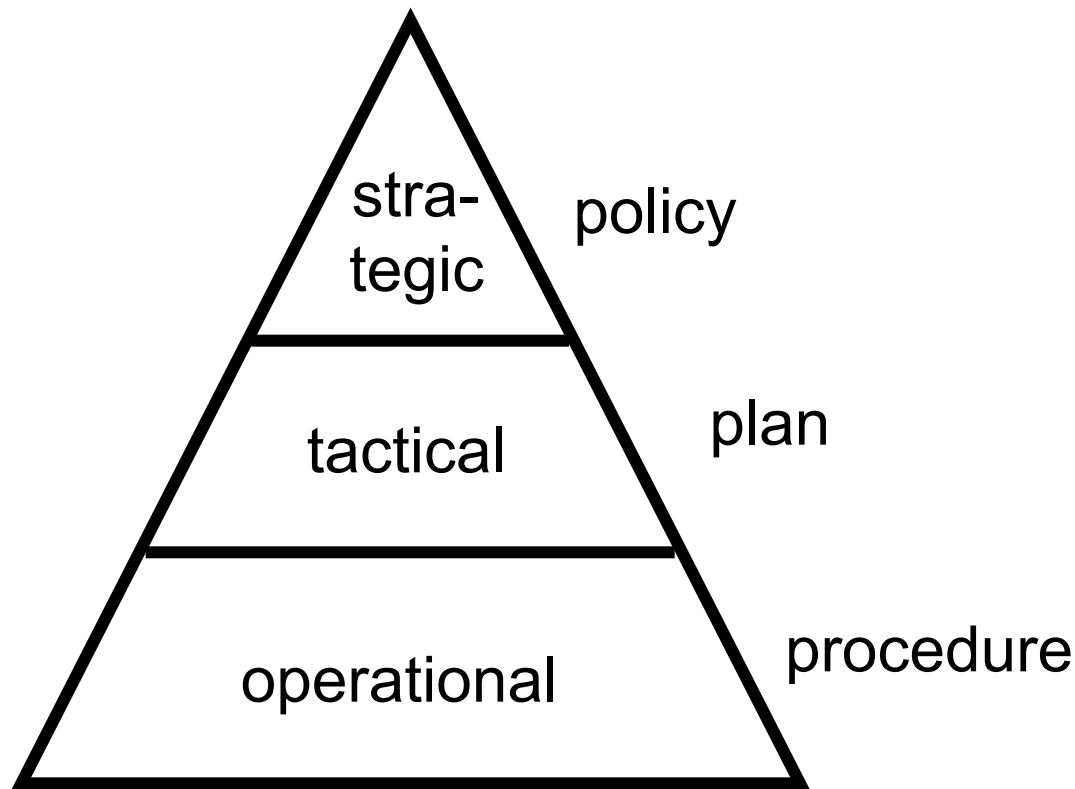 stra-
tegic
policy
tactical
plan
operational
procedure